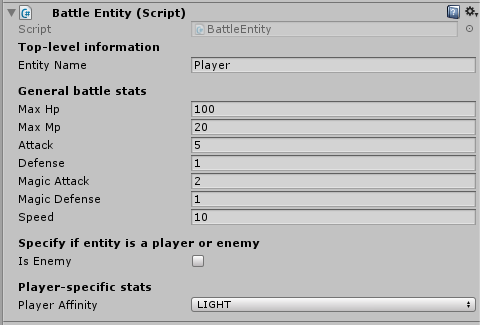 Battle Entity (Script)
Script BattleEntity
Top-level information
Entity Name Player
General battle stats
Max Hp 100
Max Mp 20
Attack 5
Defense 1
Magic Attack 2
Magic Defense 1
Speed 10
Specify if entity is a player or enemy
Is Enemy
Player-specific stats
Player Affinity LIGHT